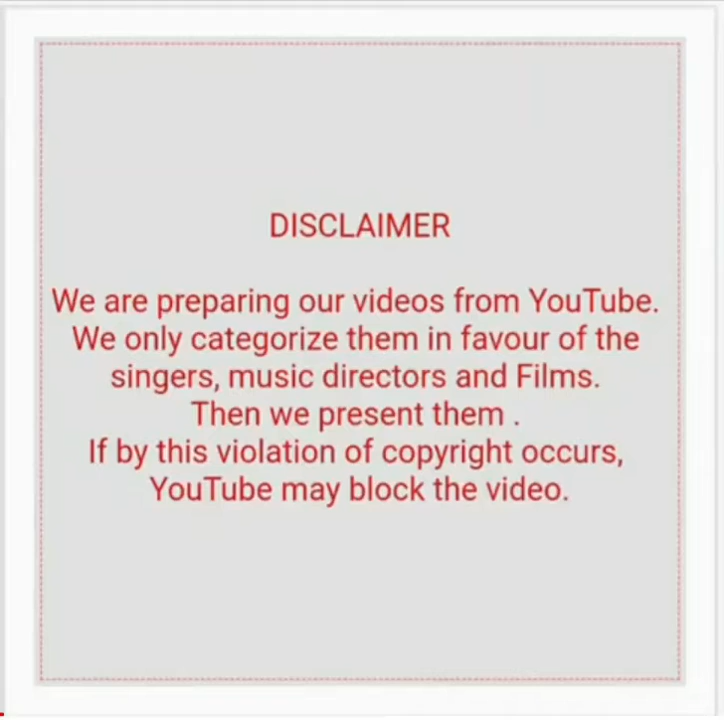 DISCLAIMER
We are preparing our videos from YouTube.
We only categorize them in favour of the
singers, music directors and Films.
Then we present them .
If by this violation of copyright occurs,
YouTube may block the video.